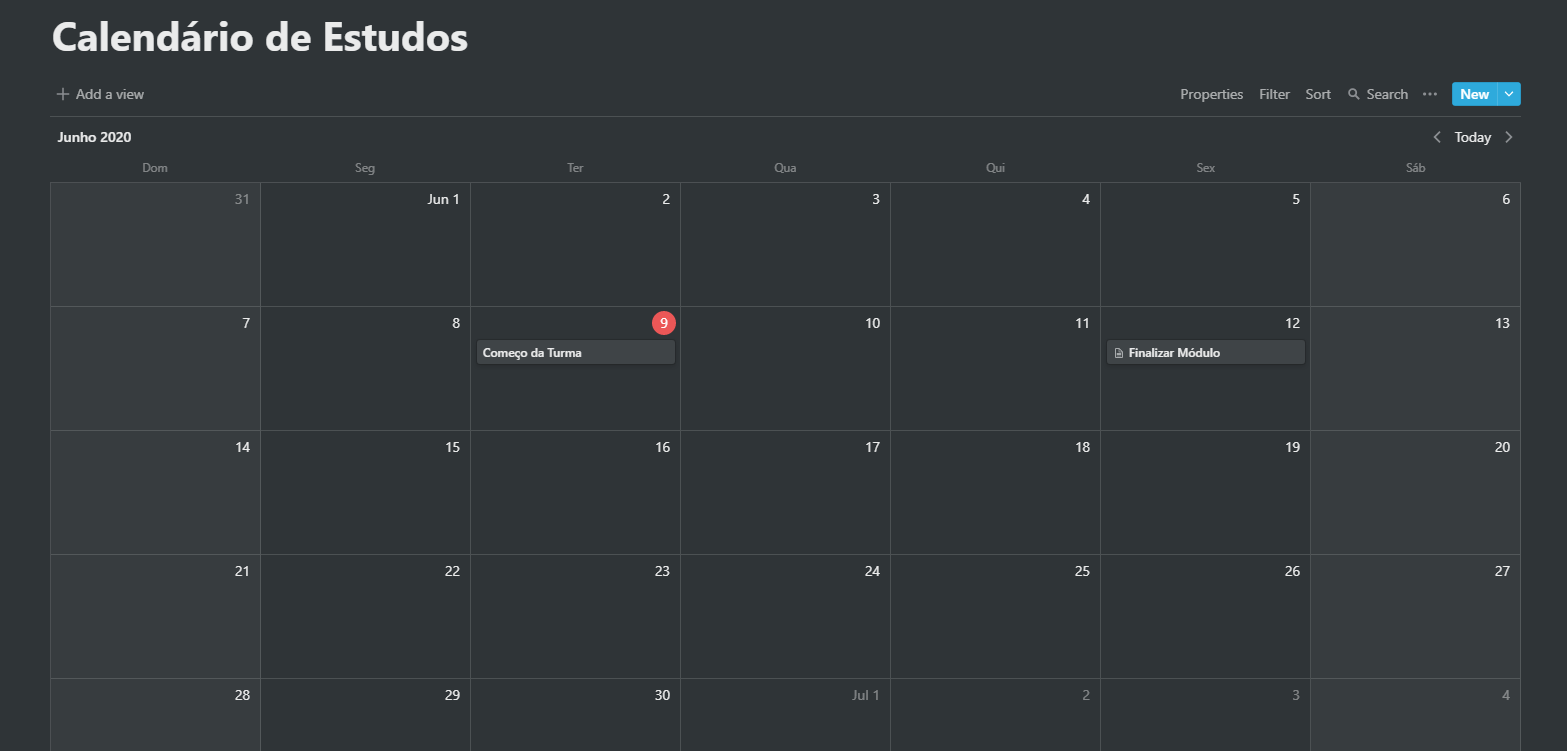 Calendário de Estudos
Add a view Properties Filter Sort Search New
Junho 2020 Today
Dom Seg Ter Qua Qui Sex Sáb
31 Jun 1 2 3 4 5 6
7 8 9 10 11 12 13
Começo da Turma Finalizar Módulo
14 15 16 17 18 19 20
21 22 23 24 25 26 27
28 29 30 Jul 1 2 3 4